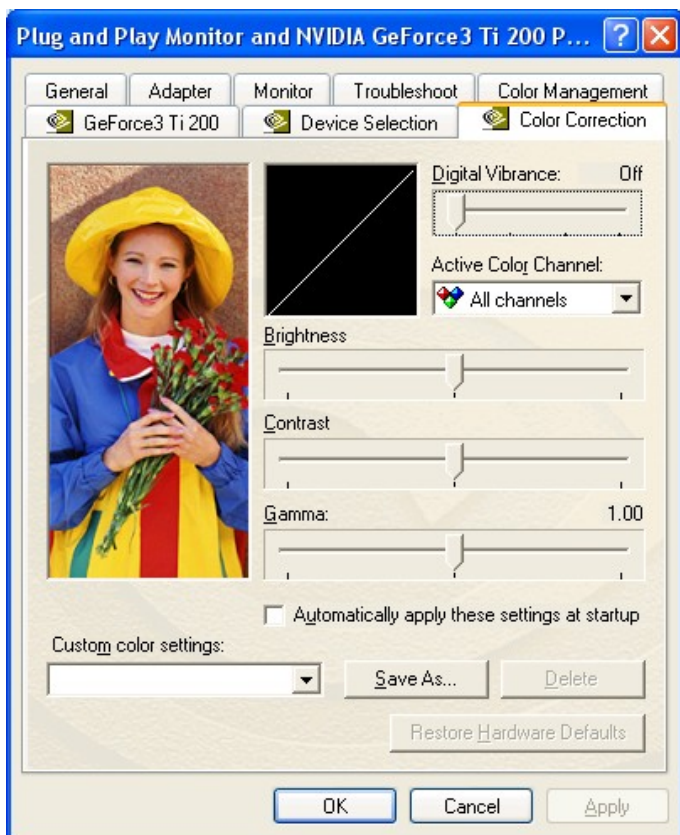 Plug and Play Monitor and NVIDIA GeForce3 Ti 200 P...
General Adapter Monitor Troubleshoot Color Management
GeForce3 Ti 200 Device Selection Color Correction
Digital Vibrance: Off
Active Color Channel:
All channels
Brightness
Contrast
Gamma: 1.00
Automatically apply these settings at startup
Custom color settings:
Save As... Delete
Restore Hardware Defaults
OK Cancel Apply